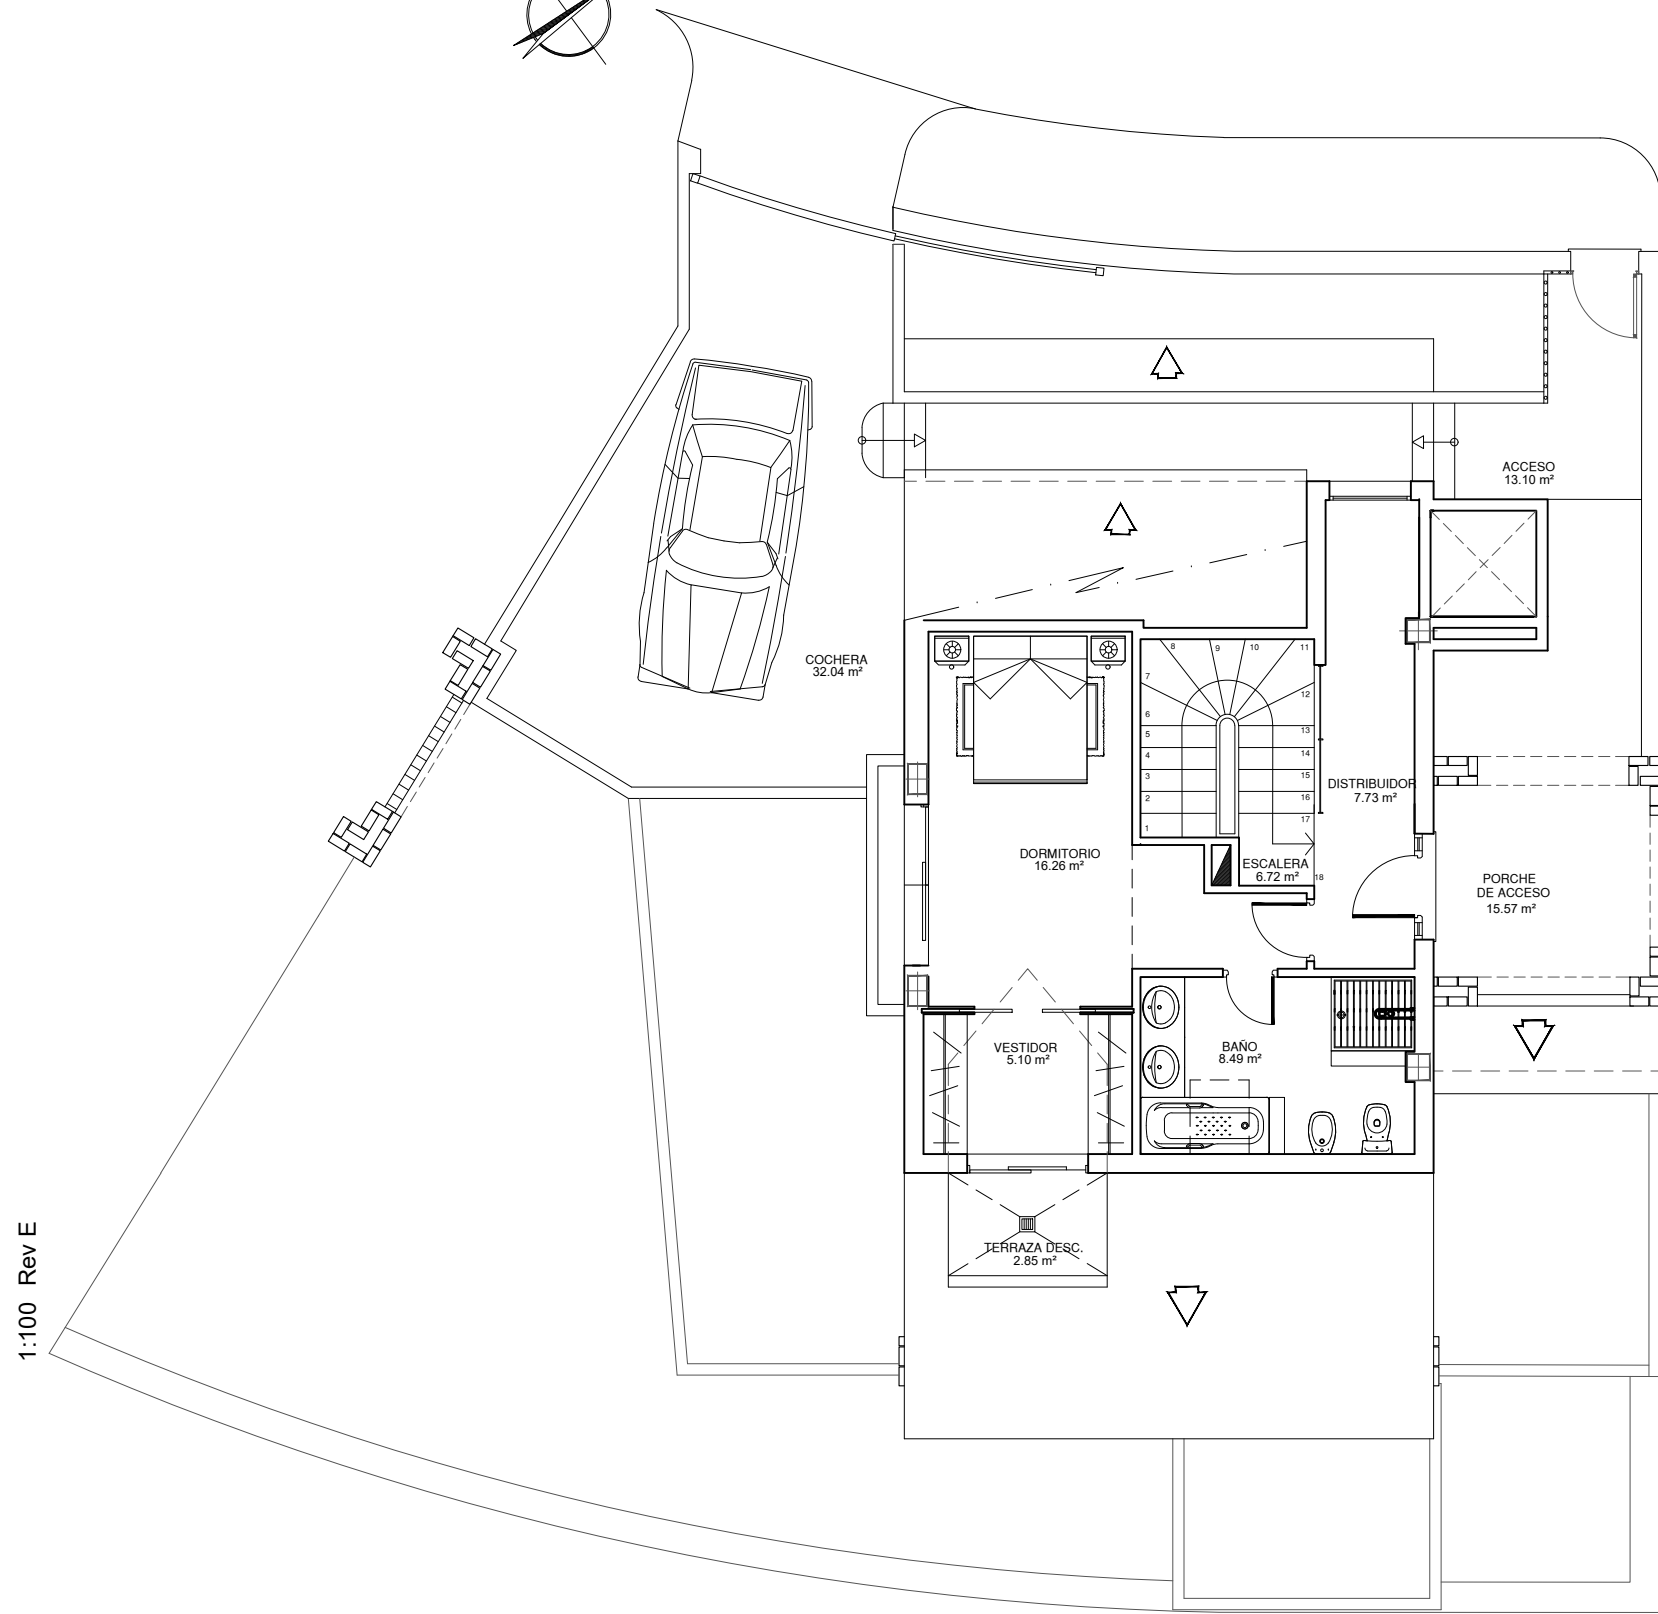 ACCESO
13.10 m²
COCHERA
32.04 m²
8
9
10
11
7
12
6
13
5
14
4
15
3
16
2
17
1
18
DISTRIBUIDOR
7.73 m²
DORMITORIO
16.26 m²
ESCALERA
6.72 m²
PORCHE
DE ACCESO
15.57 m²
VESTIDOR
5.10 m²
BAÑO
8.49 m²
TERRAZA DESC.
2.85 m²
1:100 Rev E